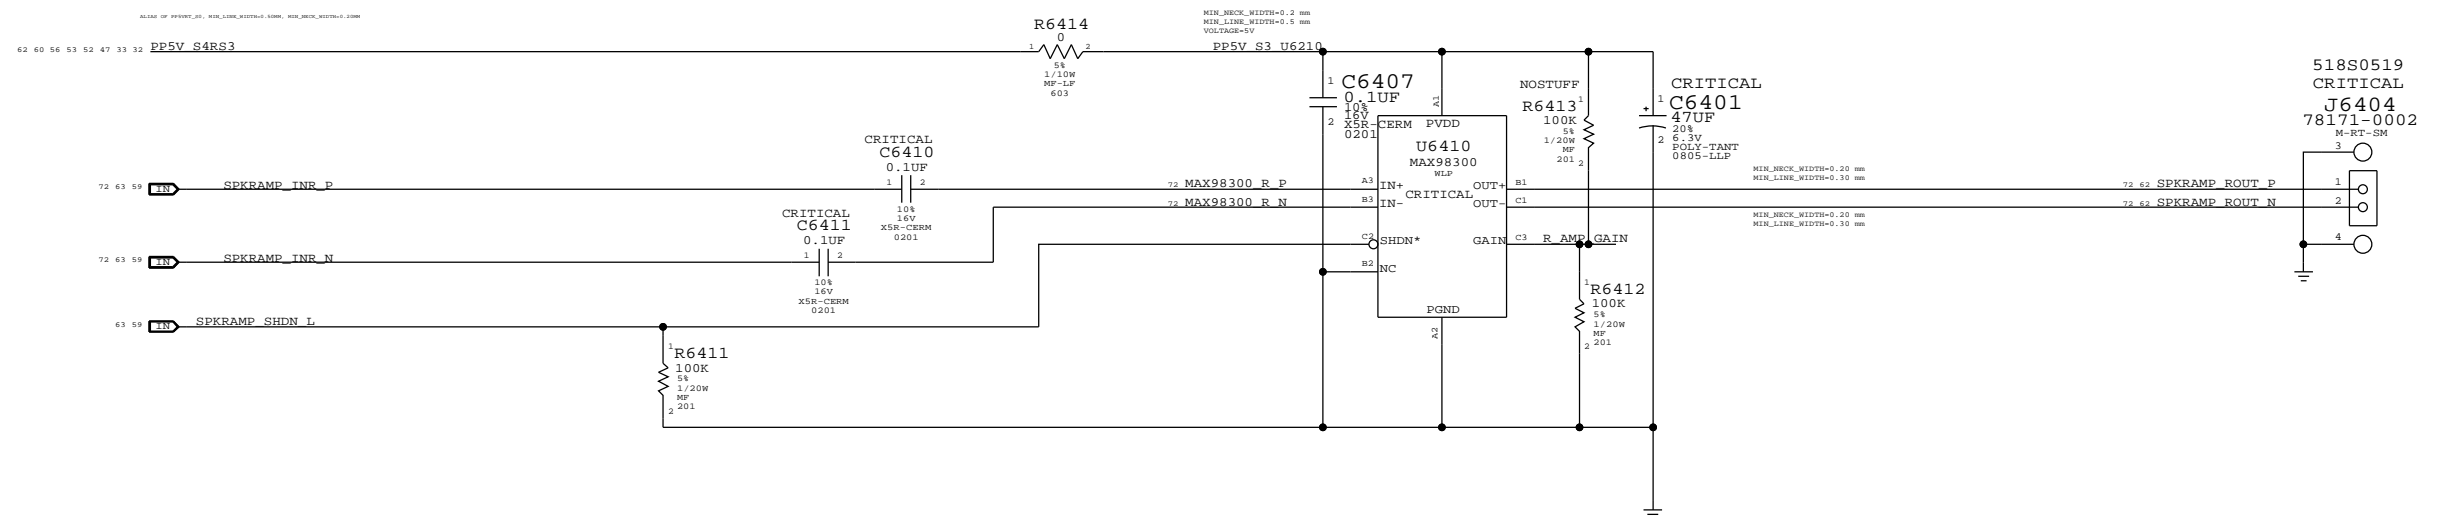 ALIAS OF PP5VRT_S0, MIN_LINE_WIDTH=0.50MM, MIN_NECK_WIDTH=0.20MM
62 60 56 53 52 47 33 32 PP5V_S4RS3
R6414
0
1 2
5%
1/10W
MF-LF
603
MIN_NECK_WIDTH=0.2 mm
MIN_LINE_WIDTH=0.5 mm
VOLTAGE=5V
PP5V_S3_U6210
1
C6407
0.1UF
10%
16V
2 X5R-CERM
0201
A1
PVDD
U6410
MAX98300
WLP
CRITICAL
A3 IN+
B3 IN-
C2 SHDN*
B2 NC
OUT+ B1
OUT- C1
GAIN C3 R_AMP_GAIN
PGND
A2
NOSTUFF
R6413 1
100K
5%
1/20W
MF
201 2
CRITICAL
1 C6401
+
47UF
20%
2 6.3V
POLY-TANT
0805-LLP
518S0519
CRITICAL
J6404
78171-0002
M-RT-SM
3
1
2
4
CRITICAL
C6410
0.1UF
1 2
10%
16V
X5R-CERM
0201
72 63 59 IN SPKRAMP_INR_P
72 MAX98300_R_P
72 MAX98300_R_N
MIN_NECK_WIDTH=0.20 mm
MIN_LINE_WIDTH=0.30 mm
72 62 SPKRAMP_ROUT_P
72 62 SPKRAMP_ROUT_N
MIN_NECK_WIDTH=0.20 mm
MIN_LINE_WIDTH=0.30 mm
CRITICAL
C6411
0.1UF
1 2
10%
16V
X5R-CERM
0201
72 63 59 IN SPKRAMP_INR_N
1 R6412
100K
5%
1/20W
MF
2 201
63 59 IN SPKRAMP_SHDN_L
1 R6411
100K
5%
1/20W
MF
2 201